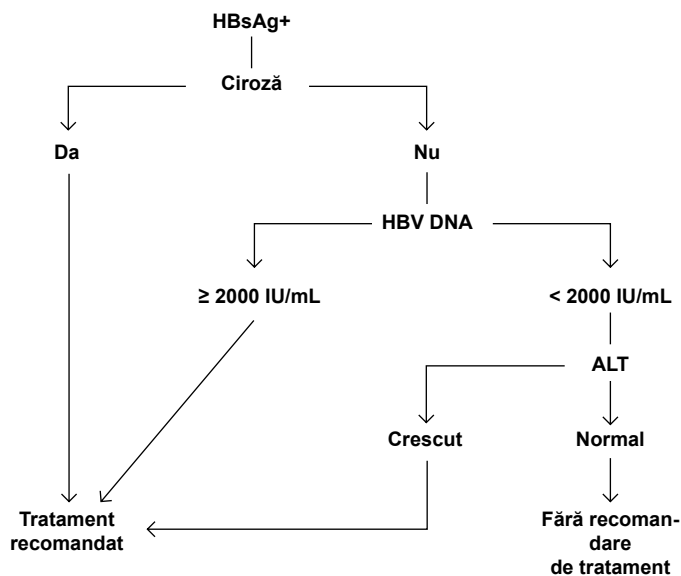 HBsAg+
Ciroză
Da
Nu
HBV DNA
≥ 2000 IU/mL
< 2000 IU/mL
ALT
Crescut
Normal
Tratament
recomandat
Fără recoman-
dare
de tratament